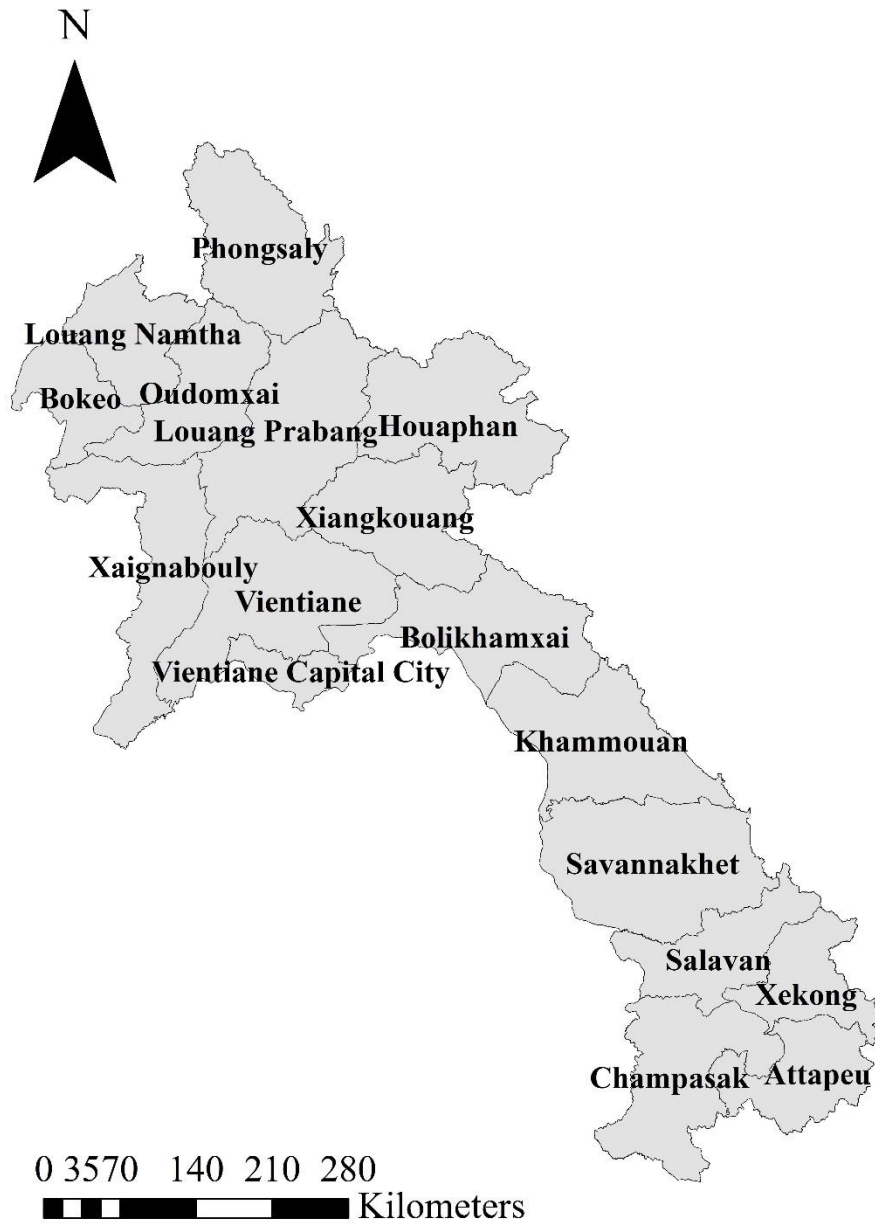 N
Phongsaly
Louang Namtha
Bokeo
Oudomxai
Louang Prabang
Houaphan
Xiangkouang
Xaignabouly
Vientiane
Bolikhamxai
Vientiane Capital City
Khammouan
Savannakhet
Salavan
Xekong
Champasak
Attapeu
0 3570 140 210 280
Kilometers